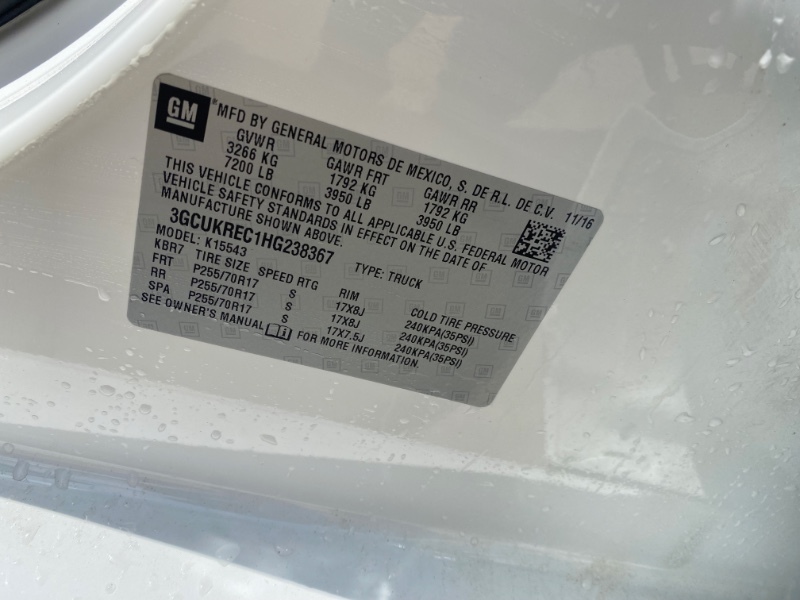 GM
®MFD BY GENERAL MOTORS DE MEXICO, S. DE R.L. DE C.V. 11/16
GVWR GAWR FRT GAWR RR
3266 KG 1792 KG 1792 KG
7200 LB 3950 LB 3950 LB
THIS VEHICLE CONFORMS TO ALL APPLICABLE U.S. FEDERAL MOTOR
VEHICLE SAFETY STANDARDS IN EFFECT ON THE DATE OF
MANUFACTURE SHOWN ABOVE.
3GCUKREC1HG238367
MODEL: K15543 TYPE: TRUCK
KBR7 TIRE SIZE SPEED RTG RIM COLD TIRE PRESSURE
FRT P255/70R17 S 17X8J 240KPA(35PSI)
RR P255/70R17 S 17X8J 240KPA(35PSI)
SPA P255/70R17 S 17X7.5J 240KPA(35PSI)
SEE OWNER'S MANUAL FOR MORE INFORMATION.